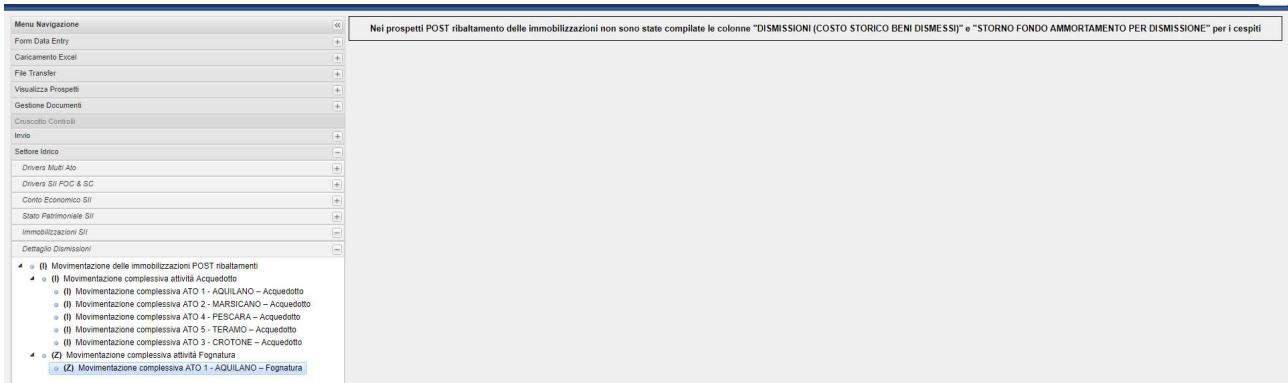 Menu Navigazione
Form Data Entry
Caricamento Excel
File Transfer
Visualizza Prospetti
Gestione Documenti
Cruscotto Controlli
Invio
Settore Idrico
Drivers Multi Ato
Drivers SII FOC & SC
Conto Economico SII
Stato Patrimoniale SII
Immobilizzazioni SII
Dettaglio Dismissioni
(I) Movimentazione delle immobilizzazioni POST ribaltamenti
(I) Movimentazione complessiva attività Acquedotto
(I) Movimentazione complessiva ATO 1 - AQUILANO – Acquedotto
(I) Movimentazione complessiva ATO 2 - MARSICANO – Acquedotto
(I) Movimentazione complessiva ATO 4 - PESCARA – Acquedotto
(I) Movimentazione complessiva ATO 5 - TERAMO – Acquedotto
(I) Movimentazione complessiva ATO 3 - CROTONE – Acquedotto
(Z) Movimentazione complessiva attività Fognatura
(Z) Movimentazione complessiva ATO 1 - AQUILANO – Fognatura
Nei prospetti POST ribaltamento delle immobilizzazioni non sono state compilate le colonne "DISMISSIONI (COSTO STORICO BENI DISMESSI)" e "STORNO FONDO AMMORTAMENTO PER DISMISSIONE" per i cespiti